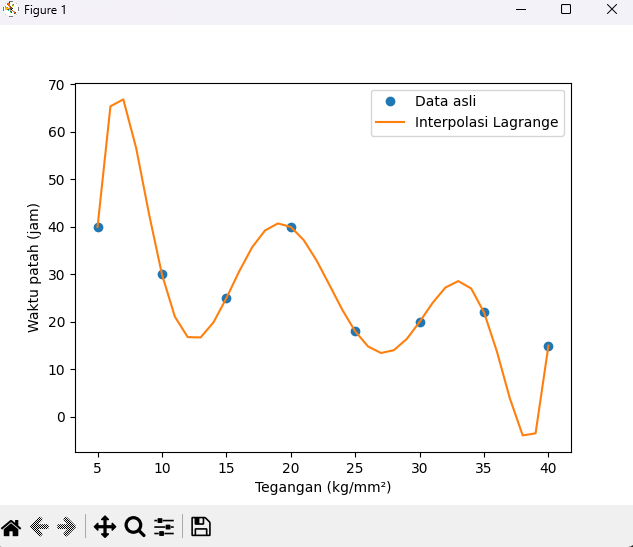 Figure 1
Data asli
Interpolasi Lagrange
70
60
50
40
30
20
10
0
Waktu patah (jam)
5 10 15 20 25 30 35 40
Tegangan (kg/mm²)